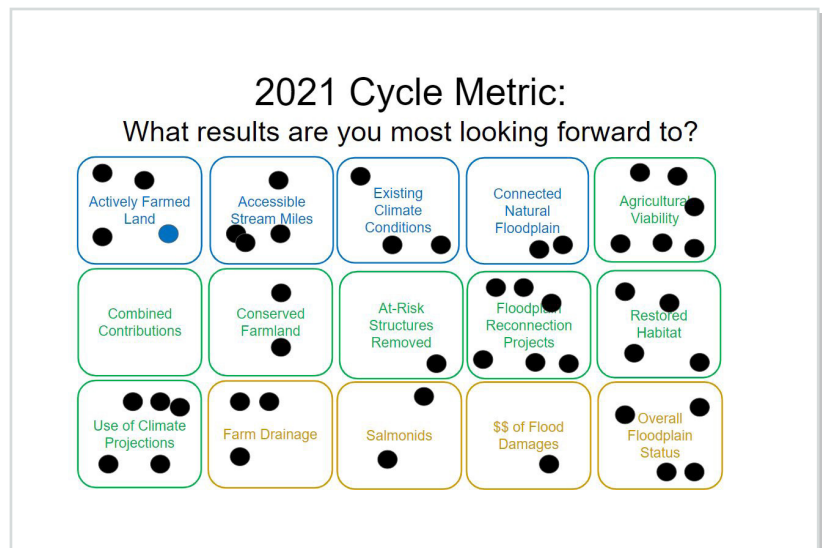 2021 Cycle Metric:
What results are you most looking forward to?
Actively Farmed
Land
Accessible
Stream Miles
Existing
Climate
Conditions
Connected
Natural
Floodplain
Agricultural
Viability
Combined
Contributions
Conserved
Farmland
At-Risk
Structures
Removed
Floodplain
Reconnection
Projects
Restored
Habitat
Use of Climate
Projections
Farm Drainage
Salmonids
$$ of Flood
Damages
Overall
Floodplain
Status